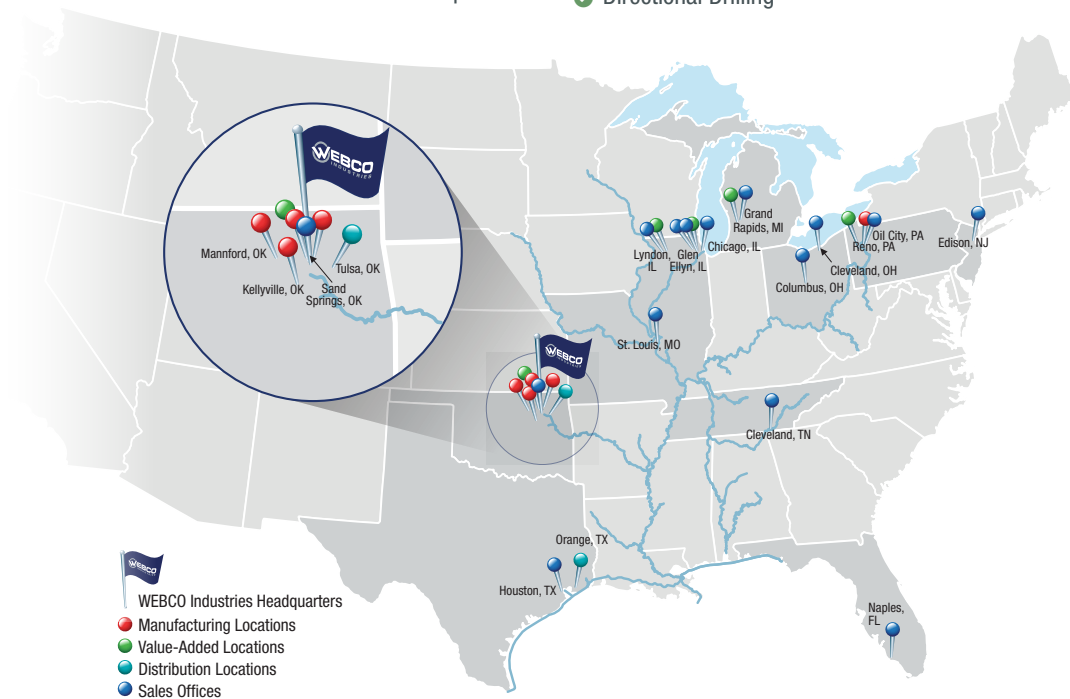 Directional Drilling
WEBCO
INDUSTRIES
Mannford, OK
Tulsa, OK
Kellyville, OK
Sand
Springs, OK
Grand
Rapids, MI
Lyndon,
IL
Glen
Ellyn, IL
Chicago, IL
Oil City, PA
Reno, PA
Edison, NJ
Cleveland, OH
Columbus, OH
St. Louis, MO
WEBCO
Cleveland, TN
Orange, TX
Houston, TX
Naples,
FL
WEBCO
WEBCO Industries Headquarters
Manufacturing Locations
Value-Added Locations
Distribution Locations
Sales Offices